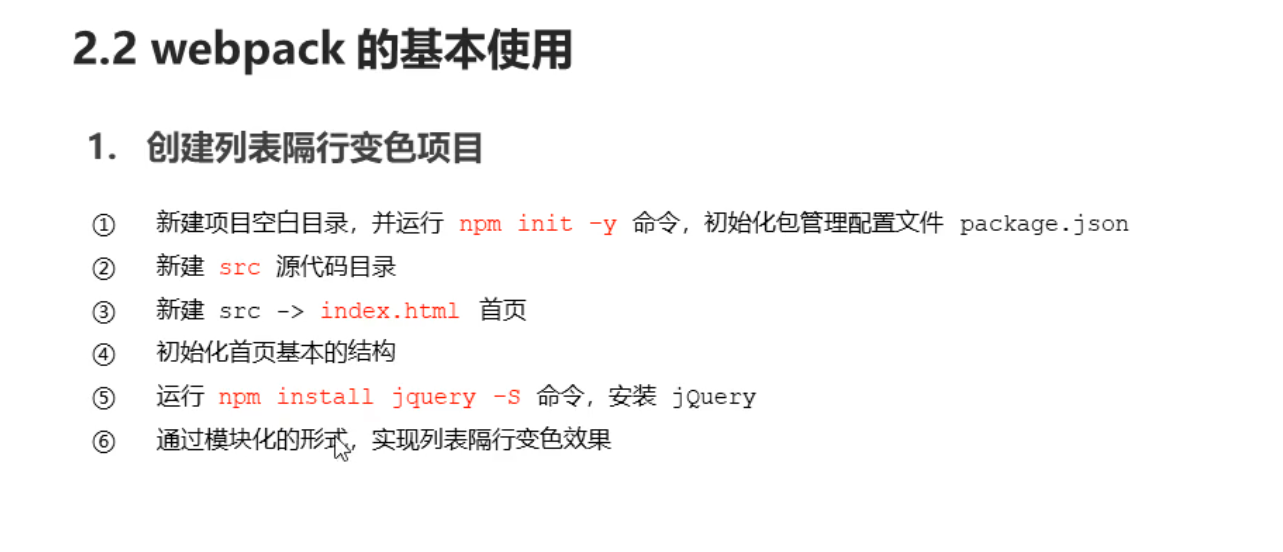 2.2 webpack 的基本使用
1. 创建列表隔行变色项目
① 新建项目空白目录，并运行 npm init -y 命令，初始化包管理配置文件 package.json
② 新建 src 源代码目录
③ 新建 src -> index.html 首页
④ 初始化首页基本的结构
⑤ 运行 npm install jquery -S 命令，安装 jQuery
⑥ 通过模块化的形式，实现列表隔行变色效果